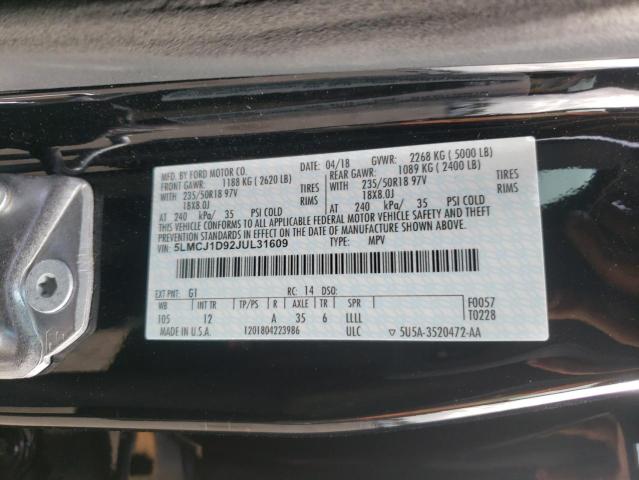 MFD. BY FORD MOTOR CO.
04/18 GVWR: 2268 KG ( 5000 LB)
FRONT GAWR: 1188 KG ( 2620 LB) REAR GAWR: 1089 KG ( 2400 LB)
WITH 235/50R18 97V TIRES WITH 235/50R18 97V TIRES
18X8.0J RIMS 18X8.0J RIMS
AT 240 kPa/ 35 PSI COLD AT 240 kPa/ 35 PSI COLD
THIS VEHICLE CONFORMS TO ALL APPLICABLE FEDERAL MOTOR VEHICLE SAFETY AND THEFT
PREVENTION STANDARDS IN EFFECT ON THE DATE OF MANUFACTURE SHOWN ABOVE.
VIN: 5LMCJ1D92JUL31609 TYPE: MPV
EXT PNT: G1 RC: 14 DSO: F0057
WB INT TR TP/PS R AXLE TR SPR T0228
105 12 A 35 6 LLLL
MADE IN U.S.A. 1201804223986 ULC 5U5A-3520472-AA